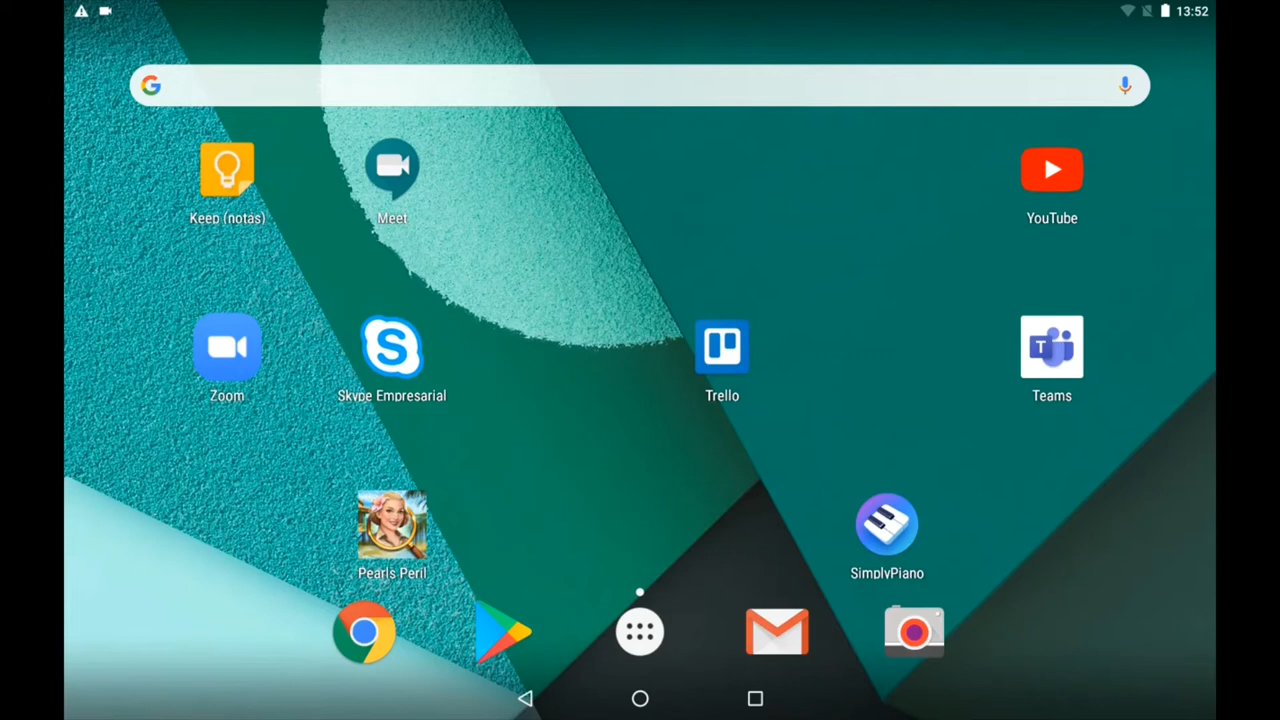 13:52
Keep (notas)
Meet
YouTube
Zoom
Skype Empresarial
Trello
Teams
Pearls Peril
SimplyPiano